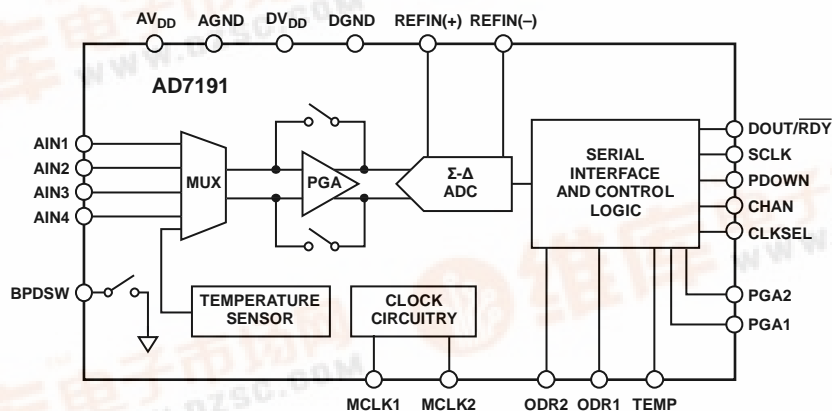 AVDD AGND DVDD DGND REFIN(+) REFIN(–)
AD7191
AIN1
AIN2
AIN3
AIN4
MUX
PGA
Σ-Δ
ADC
SERIAL
INTERFACE
AND CONTROL
LOGIC
DOUT/RDY
SCLK
PDOWN
CHAN
CLKSEL
BPDSW
TEMPERATURE
SENSOR
CLOCK
CIRCUITRY
PGA2
PGA1
MCLK1 MCLK2 ODR2 ODR1 TEMP